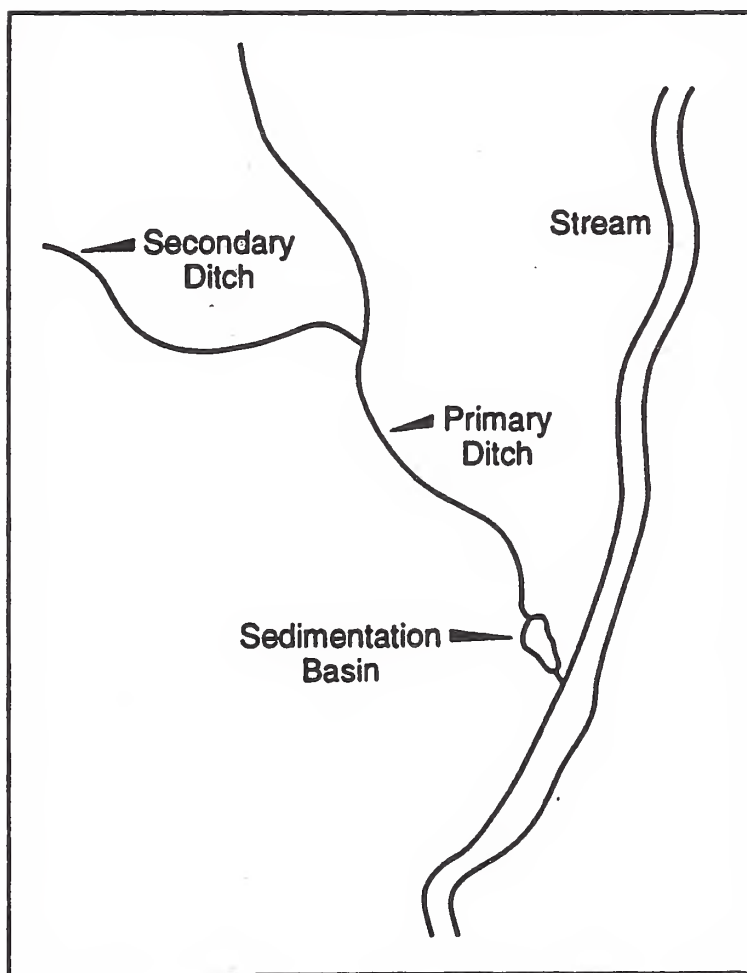 Stream
Secondary
Ditch
Primary
Ditch
Sedimentation
Basin